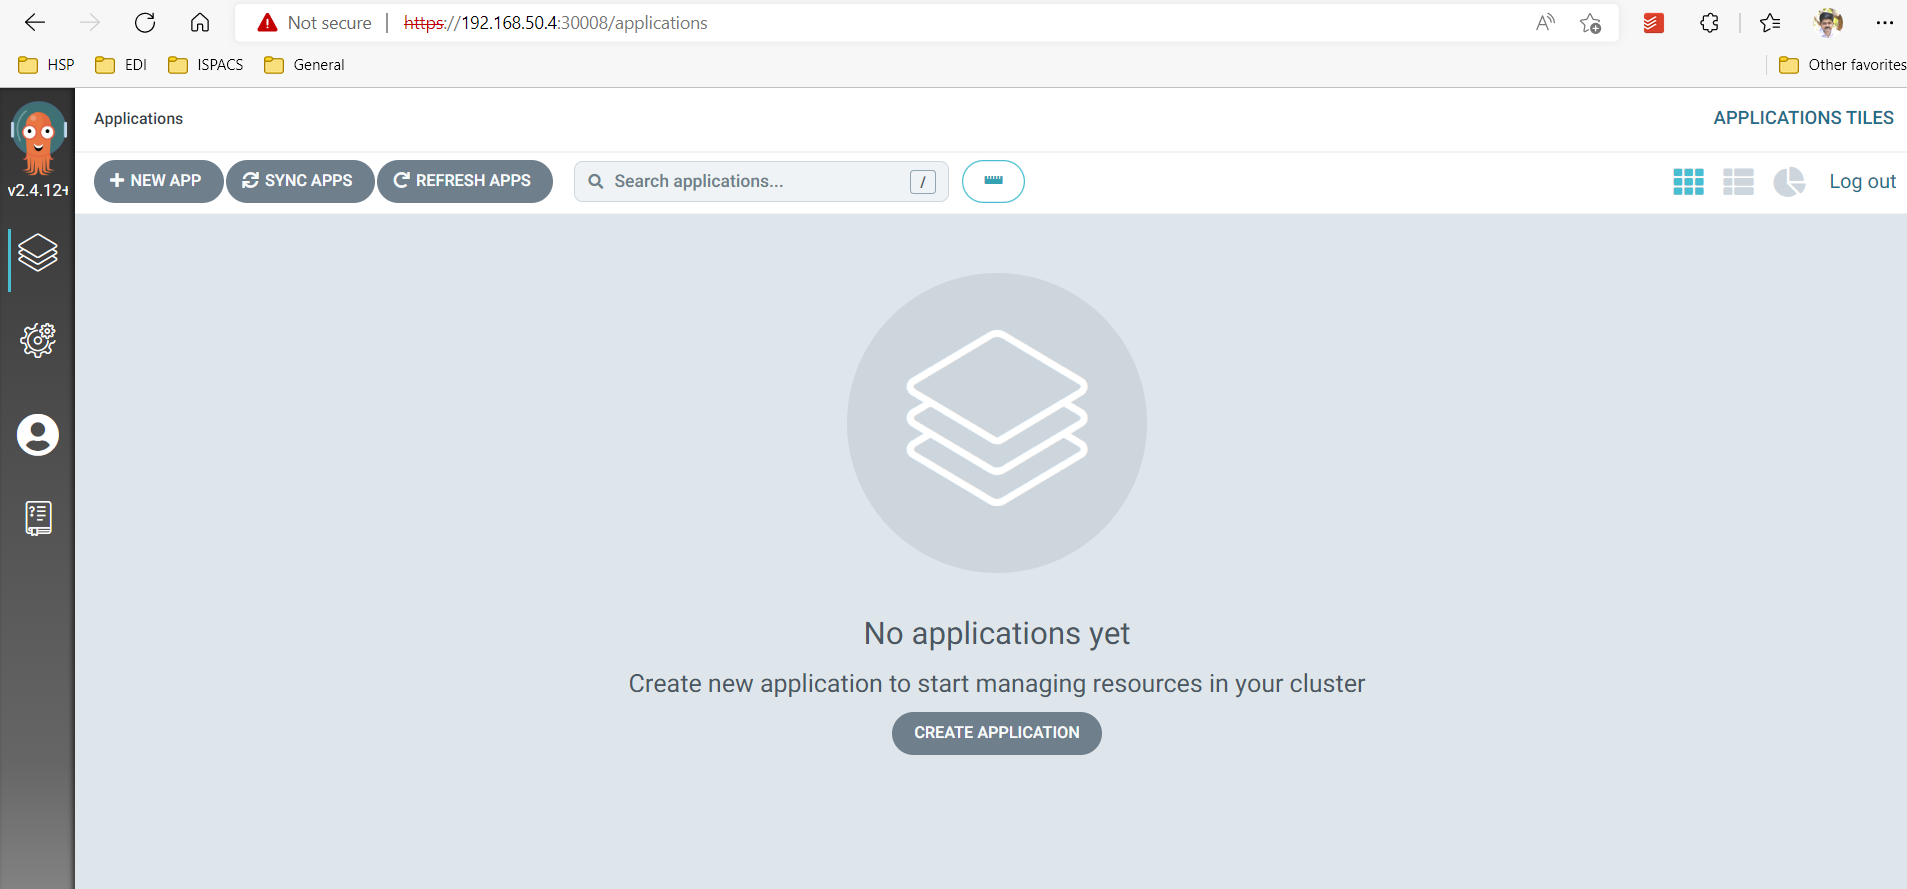 Not secure https://192.168.50.4:30008/applications
HSP EDI ISPACS General Other favorites
Applications APPLICATIONS TILES
v2.4.12+ NEW APP SYNC APPS REFRESH APPS Search applications... / Log out
No applications yet
Create new application to start managing resources in your cluster
CREATE APPLICATION